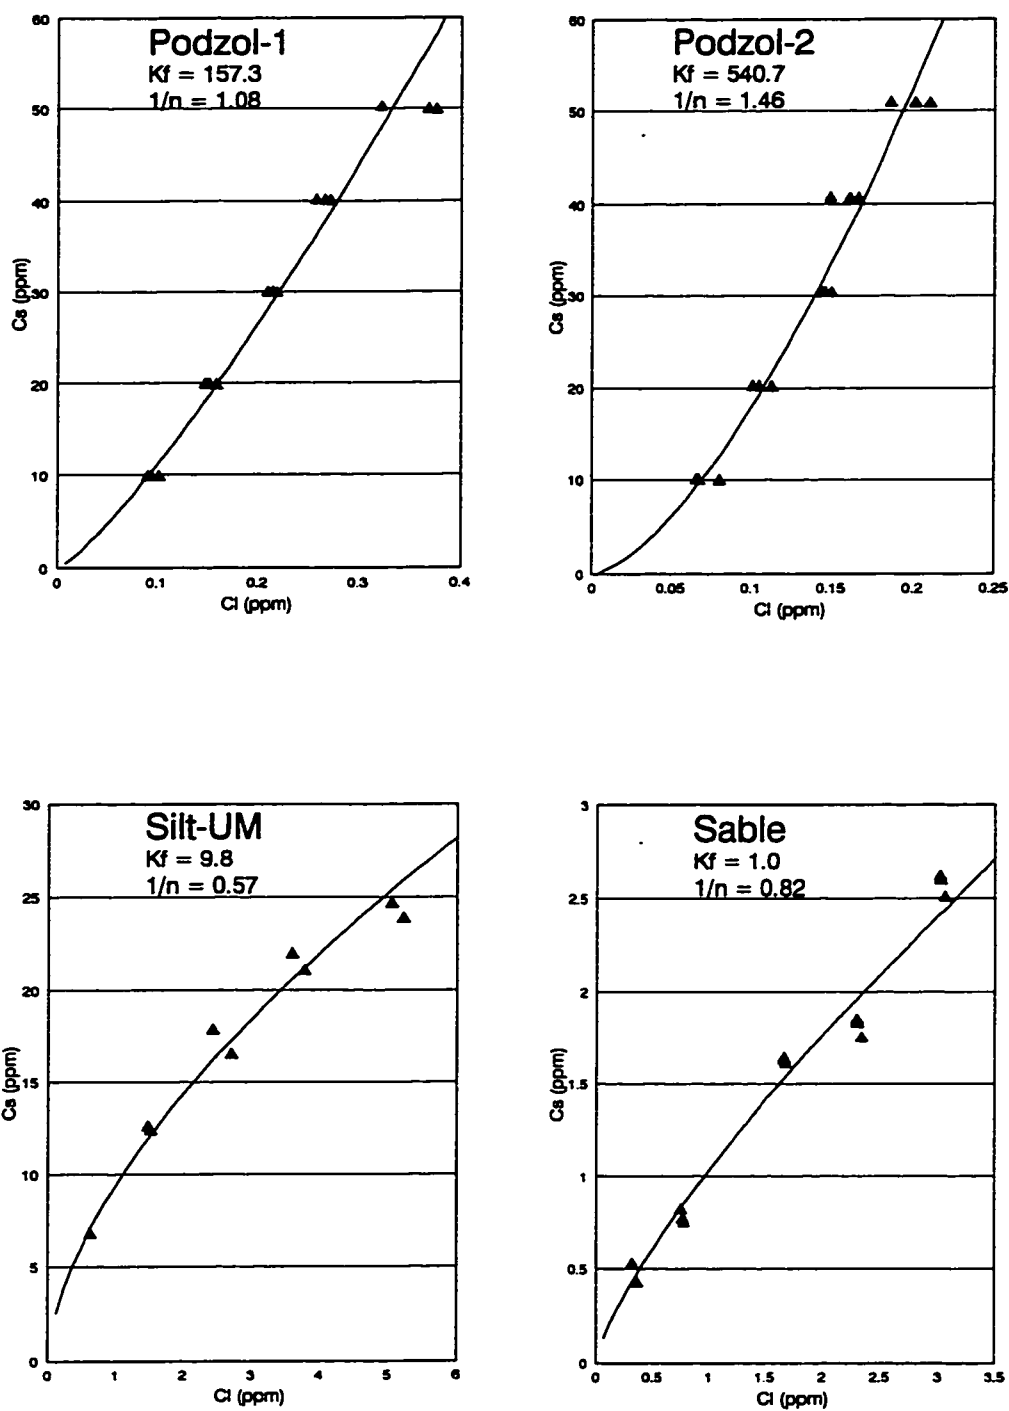 Podzol-1
Kf = 157.3
1/n = 1.08
60
50
40
30
20
10
0
Cs (ppm)
0 0.1 0.2 0.3 0.4
Cl (ppm)
Podzol-2
Kf = 540.7
1/n = 1.46
60
50
40
30
20
10
0
Cs (ppm)
0 0.05 0.1 0.15 0.2 0.25
Cl (ppm)
Silt-UM
Kf = 9.8
1/n = 0.57
30
25
20
15
10
5
0
Cs (ppm)
0 1 2 3 4 5 6
Cl (ppm)
Sable
Kf = 1.0
1/n = 0.82
3
2.5
2
1.5
1
0.5
0
Cs (ppm)
0 0.5 1 1.5 2 2.5 3 3.5
Cl (ppm)